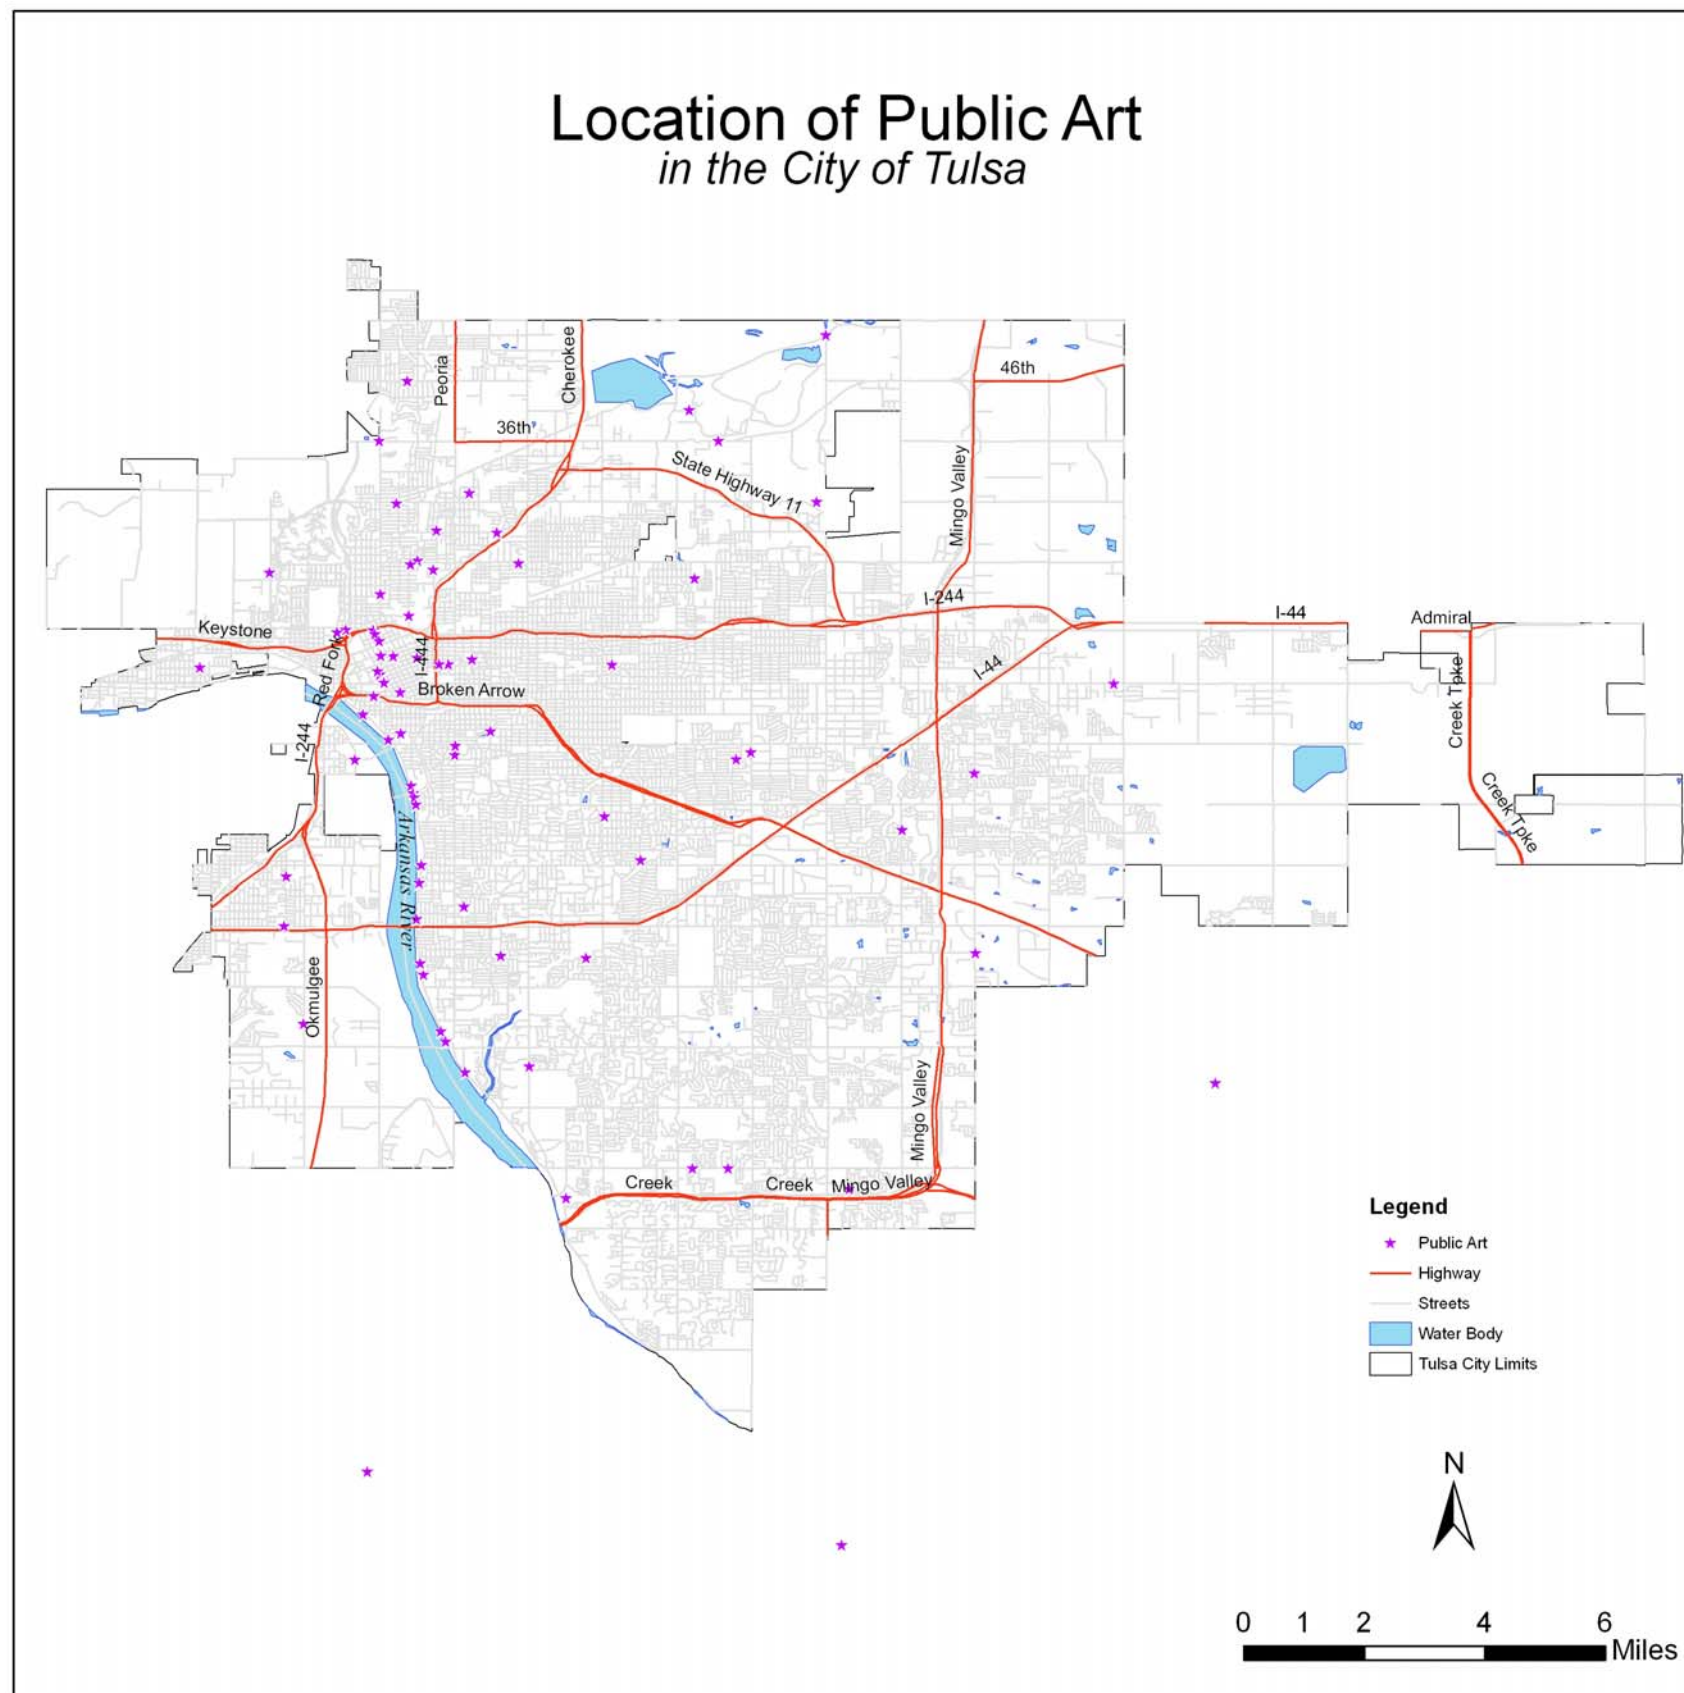 Location of Public Art
in the City of Tulsa
Peoria
Cherokee
46th
36th
State Highway 11
Mingo Valley
I-244
I-44
Admiral
Keystone
Red Fork
I-444
I-44
Creek Tpke
Broken Arrow
I-244
Creek Tpke
Arkansas River
Okmulgee
Mingo Valley
Creek
Creek
Mingo Valley
Legend
Public Art
Highway
Streets
Water Body
Tulsa City Limits
N
0 1 2 4 6
Miles